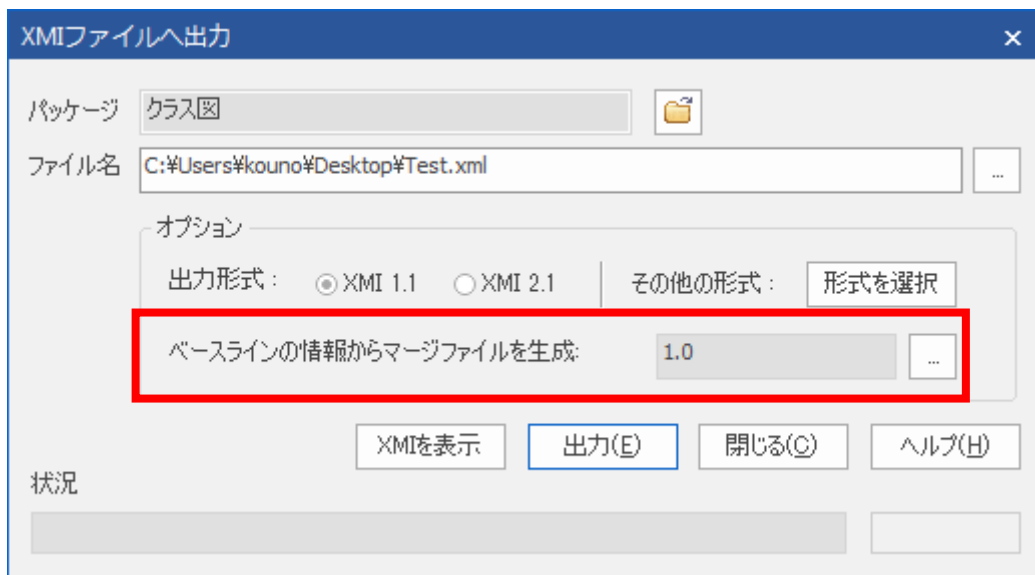 XMIファイルへ出力 ×
パッケージ クラス図
ファイル名 C:¥Users¥kouno¥Desktop¥Test.xml ...
オプション
出力形式： XMI 1.1 XMI 2.1 その他の形式： 形式を選択
ベースラインの情報からマージファイルを生成: 1.0 ...
XMIを表示 出力(E) 閉じる(C) ヘルプ(H)
状況